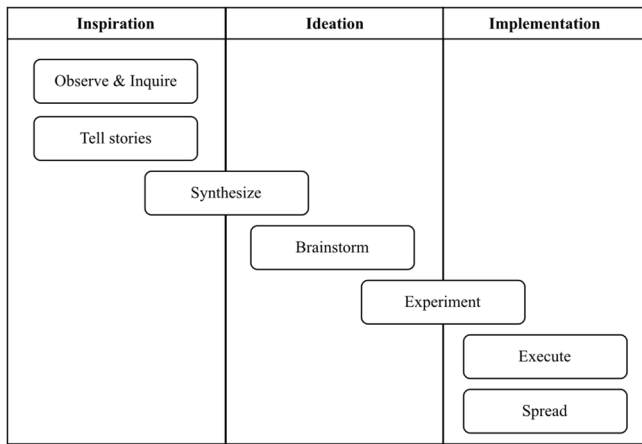 Inspiration
Ideation
Implementation
Observe & Inquire
Tell stories
Synthesize
Brainstorm
Experiment
Execute
Spread